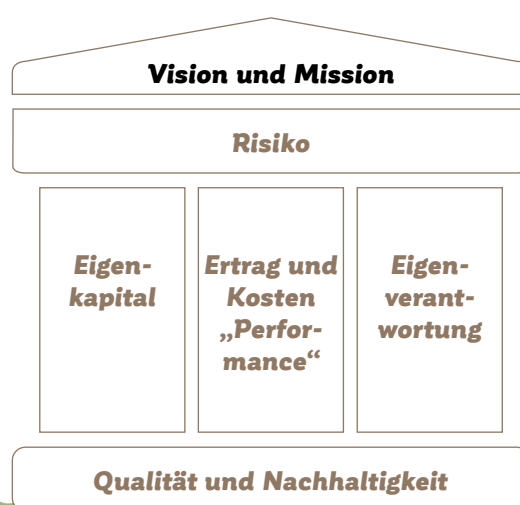 Vision und Mission
Risiko
Eigen-
kapital
Ertrag und
Kosten
„Perfor-
mance“
Eigen-
verant-
wortung
Qualität und Nachhaltigkeit